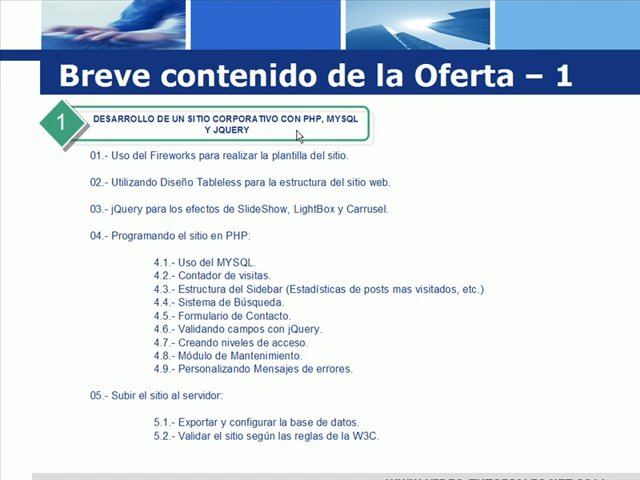 Breve contenido de la Oferta – 1
1
DESARROLLO DE UN SITIO CORPORATIVO CON PHP, MYSQL
Y JQUERY
01.- Uso del Fireworks para realizar la plantilla del sitio.
02.- Utilizando Diseño Tableless para la estructura del sitio web.
03.- jQuery para los efectos de SlideShow, LightBox y Carrusel.
04.- Programando el sitio en PHP:
4.1.- Uso del MYSQL.
4.2.- Contador de visitas.
4.3.- Estructura del Sidebar (Estadísticas de posts mas visitados, etc.)
4.4.- Sistema de Búsqueda.
4.5.- Formulario de Contacto.
4.6.- Validando campos con jQuery.
4.7.- Creando niveles de acceso.
4.8.- Módulo de Mantenimiento.
4.9.- Personalizando Mensajes de errores.
05.- Subir el sitio al servidor:
5.1.- Exportar y configurar la base de datos.
5.2.- Validar el sitio según las reglas de la W3C.